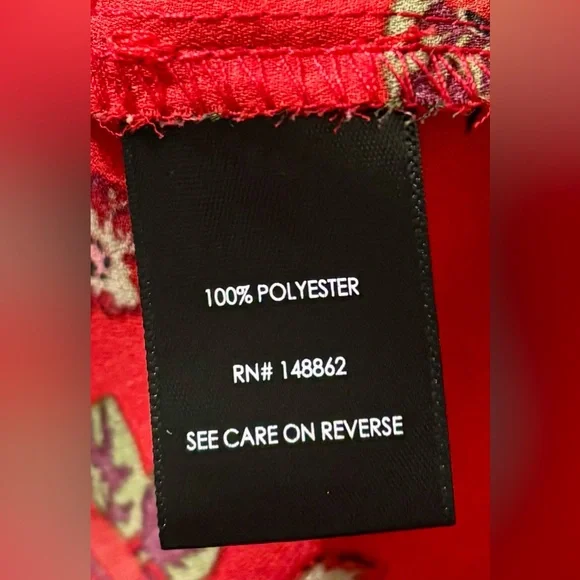 100% POLYESTER
RN# 148862
SEE CARE ON REVERSE